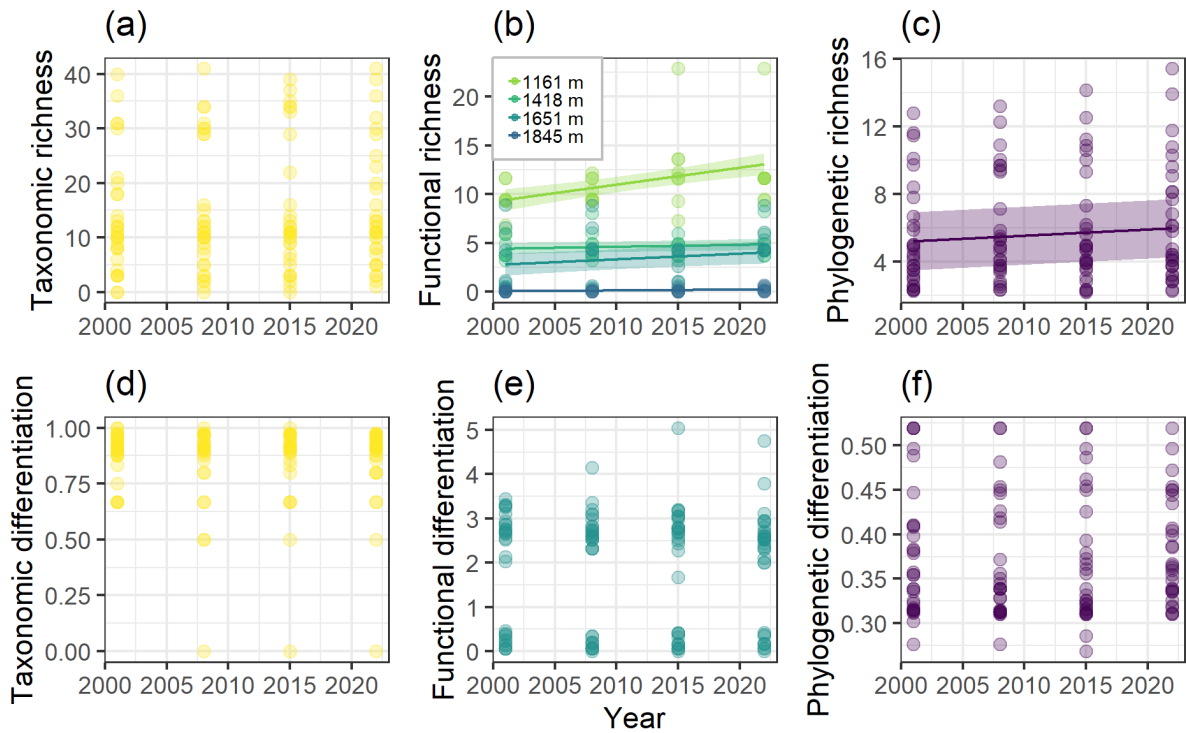 (a)
Taxonomic richness
40
30
20
10
0
2000 2005 2010 2015 2020
(b)
Functional richness
20
15
10
5
0
1161 m
1418 m
1651 m
1845 m
2000 2005 2010 2015 2020
(c)
Phylogenetic richness
16
12
8
4
2000 2005 2010 2015 2020
(d)
Taxonomic differentiation
1.00
0.75
0.50
0.25
0.00
2000 2005 2010 2015 2020
(e)
Functional differentiation
5
4
3
2
1
0
2000 2005 2010 2015 2020
Year
(f)
Phylogenetic differentiation
0.50
0.45
0.40
0.35
0.30
2000 2005 2010 2015 2020